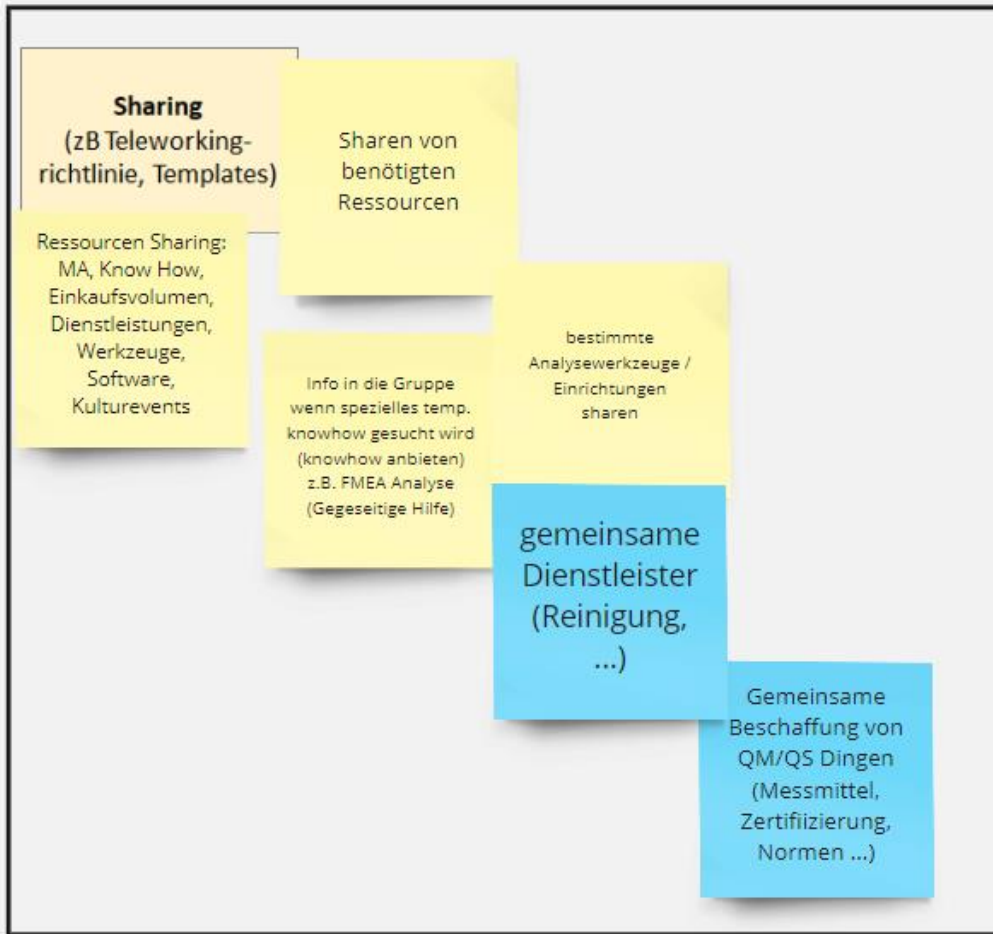 Sharing
(zB Teleworking-
richtlinie, Templates)
Sharen von
benötigten
Ressourcen
Ressourcen Sharing:
MA, Know How,
Einkaufsvolumen,
Dienstleistungen,
Werkzeuge,
Software,
Kulturevents
Info in die Gruppe
wenn spezielles temp.
knowhow gesucht wird
(knowhow anbieten)
z.B. FMEA Analyse
(Gegeseitige Hilfe)
bestimmte
Analysewerkzeuge /
Einrichtungen
sharen
gemeinsame
Dienstleister
(Reinigung,
...)
Gemeinsame
Beschaffung von
QM/QS Dingen
(Messmittel,
Zertifiizierung,
Normen ...)